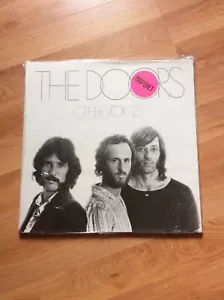 THE DOORS
IMPORT
OTHER VOICES